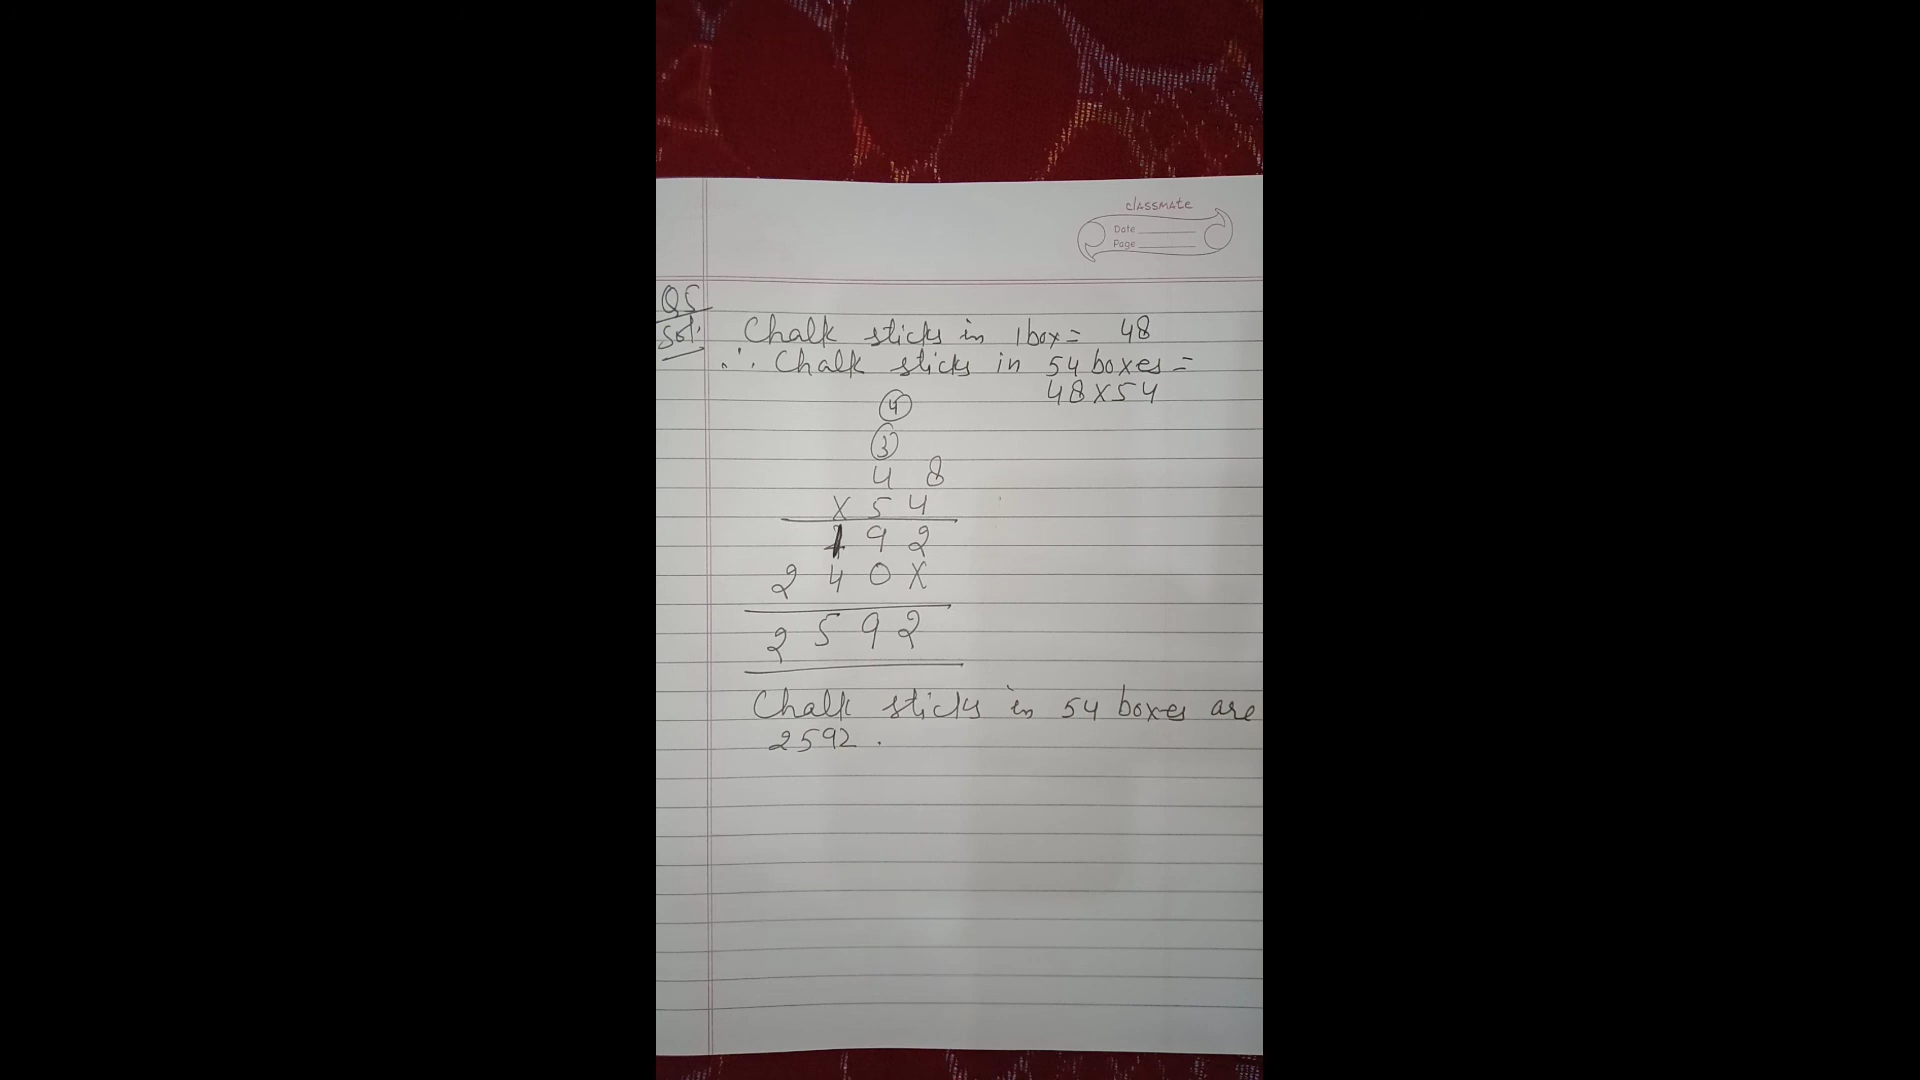 classmate
Date
Page
Q5
Sol. Chalk sticks in 1 box = 48
∴ Chalk sticks in 54 boxes =
48×54
4
3
4 8
× 5 4
1 9 2
2 4 0 ×
2 5 9 2
Chalk sticks in 54 boxes are
2592.